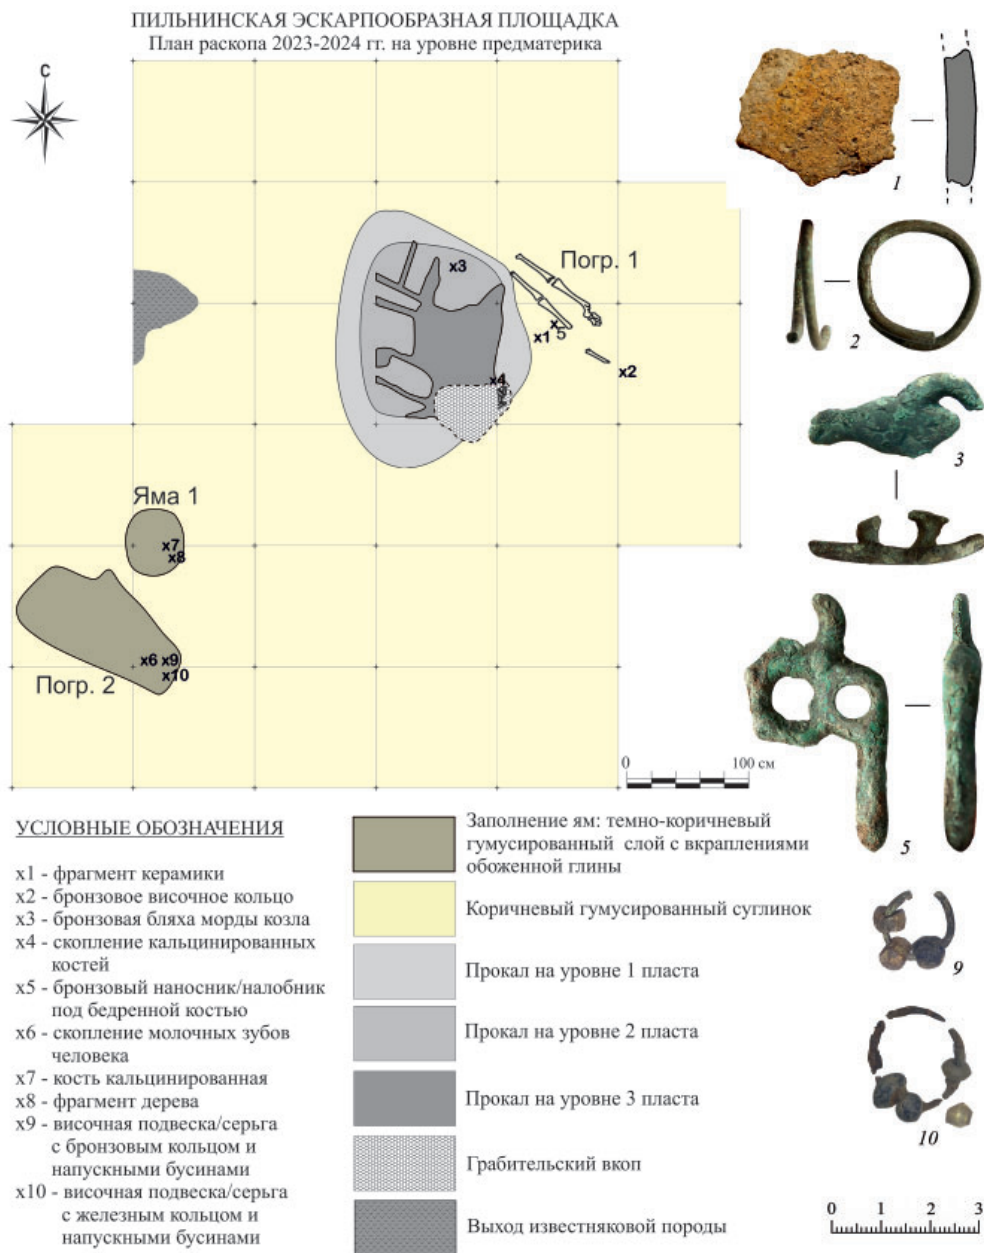 ПИЛЬНИНСКАЯ ЭСКАРПООБРАЗНАЯ ПЛОЩАДКА
План раскопа 2023-2024 гг. на уровне предматерика
С
1
Погр. 1
x3
x1
x5
x2
x4
2
3
Яма 1
x7
x8
x6 x9
x10
Погр. 2
0 100 см
5
УСЛОВНЫЕ ОБОЗНАЧЕНИЯ
x1 - фрагмент керамики
x2 - бронзовое височное кольцо
x3 - бронзовая бляха морды козла
x4 - скопление кальцинированных
костей
x5 - бронзовый наносник/налобник
под бедренной костью
x6 - скопление молочных зубов
человека
x7 - кость кальцинированная
x8 - фрагмент дерева
x9 - височная подвеска/серьга
с бронзовым кольцом и
напускными бусинами
x10 - височная подвеска/серьга
с железным кольцом и
напускными бусинами
Заполнение ям: темно-коричневый
гумусированный слой с вкраплениями
обоженной глины
Коричневый гумусированный суглинок
Прокал на уровне 1 пласта
Прокал на уровне 2 пласта
Прокал на уровне 3 пласта
Грабительский вкоп
Выход известняковой породы
9
10
0 1 2 3